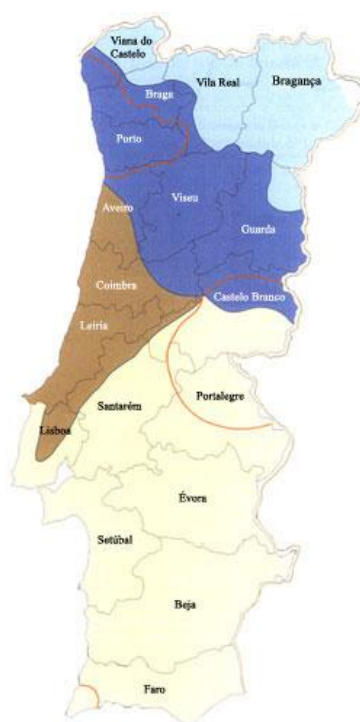 Viana do
Castelo
Braga
Vila Real
Bragança
Porto
Aveiro
Viseu
Guarda
Coimbra
Castelo Branco
Leiria
Lisboa
Santarém
Portalegre
Évora
Setúbal
Beja
Faro